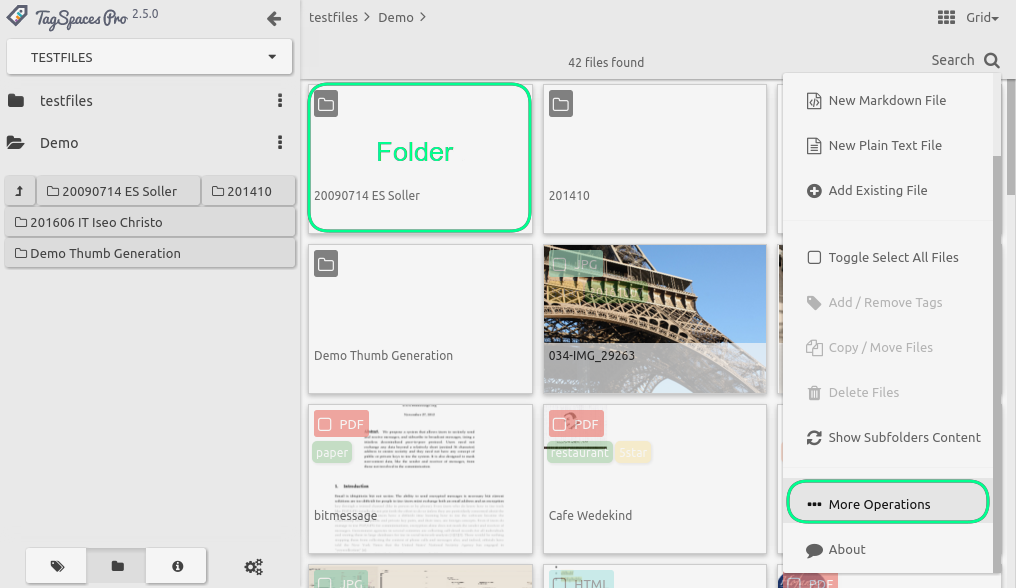 TagSpaces Pro 2.5.0
TESTFILES
testfiles
Demo
20090714 ES Soller
201410
201606 IT Iseo Christo
Demo Thumb Generation
testfiles > Demo >
Grid
42 files found
Search
Folder
20090714 ES Soller
201410
Demo Thumb Generation
JPG
034-IMG_29263
PDF
paper
1. Introduction
bitmessage
PDF
restaurant 5star
Cafe Wedekind
JPG
HTML
PDF
New Markdown File
New Plain Text File
Add Existing File
Toggle Select All Files
Add / Remove Tags
Copy / Move Files
Delete Files
Show Subfolders Content
More Operations
About